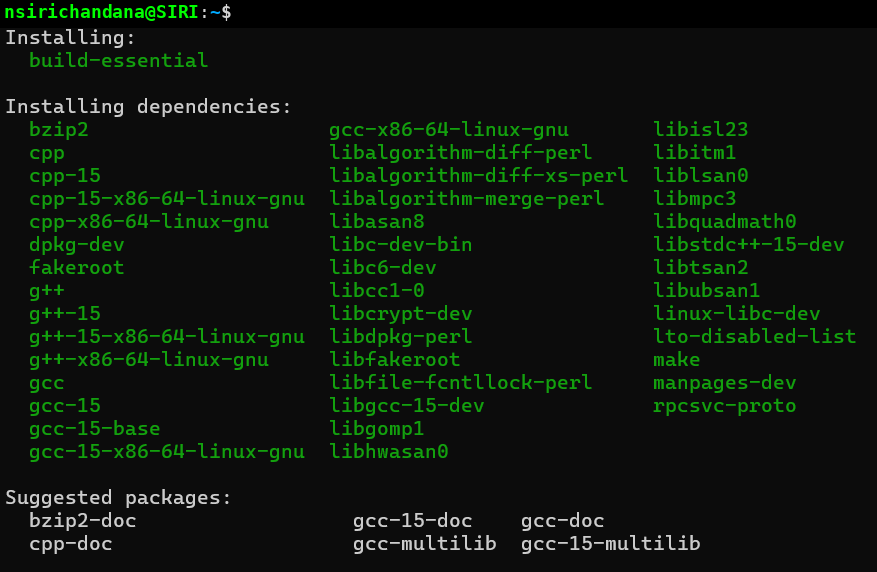 nsirichandana@SIRI:~$
Installing:
  build-essential

Installing dependencies:
  bzip2                    gcc-x86-64-linux-gnu       libisl23
  cpp                      libalgorithm-diff-perl     libitm1
  cpp-15                   libalgorithm-diff-xs-perl  liblsan0
  cpp-15-x86-64-linux-gnu  libalgorithm-merge-perl    libmpc3
  cpp-x86-64-linux-gnu     libasan8                   libquadmath0
  dpkg-dev                 libc-dev-bin               libstdc++-15-dev
  fakeroot                 libc6-dev                  libtsan2
  g++                      libcc1-0                   libubsan1
  g++-15                   libcrypt-dev               linux-libc-dev
  g++-15-x86-64-linux-gnu  libdpkg-perl               lto-disabled-list
  g++-x86-64-linux-gnu     libfakeroot                make
  gcc                      libfile-fcntllock-perl     manpages-dev
  gcc-15                   libgcc-15-dev              rpcsvc-proto
  gcc-15-base              libgomp1
  gcc-15-x86-64-linux-gnu  libhwasan0

Suggested packages:
  bzip2-doc                  gcc-15-doc    gcc-doc
  cpp-doc                    gcc-multilib  gcc-15-multilib